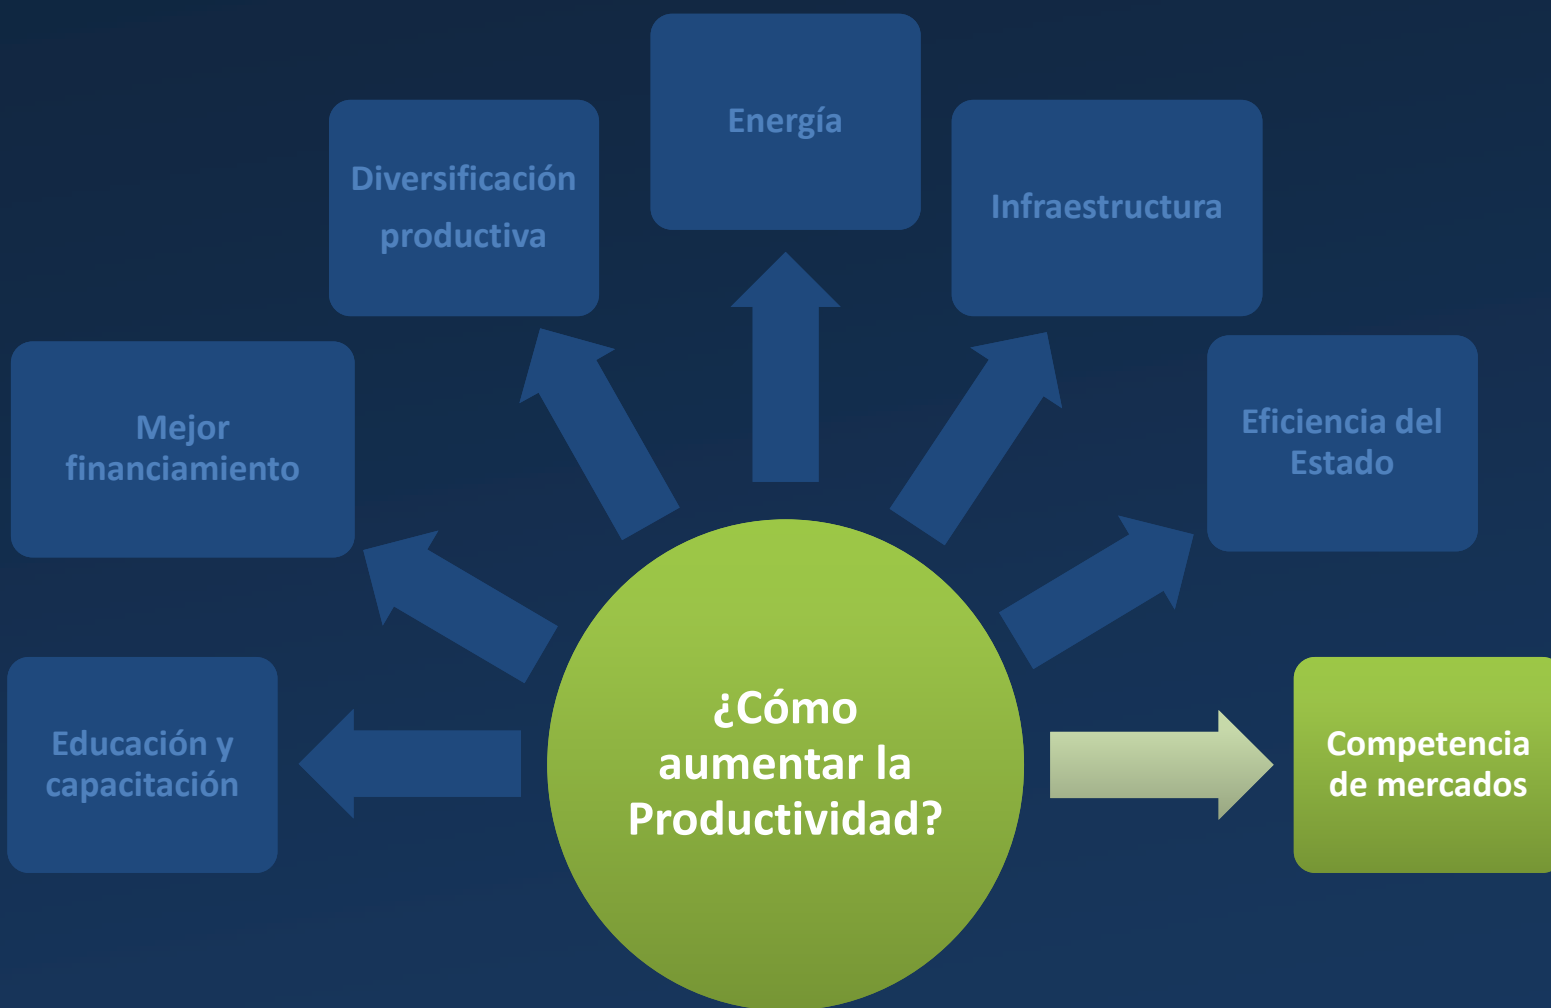 Energía
Diversificación
productiva
Infraestructura
Mejor
financiamiento
Eficiencia del
Estado
Educación y
capacitación
¿Cómo
aumentar la
Productividad?
Competencia
de mercados